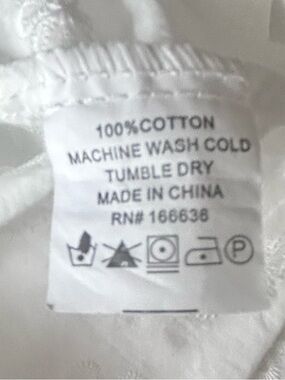 100%COTTON
MACHINE WASH COLD
TUMBLE DRY
MADE IN CHINA
RN# 166636
P